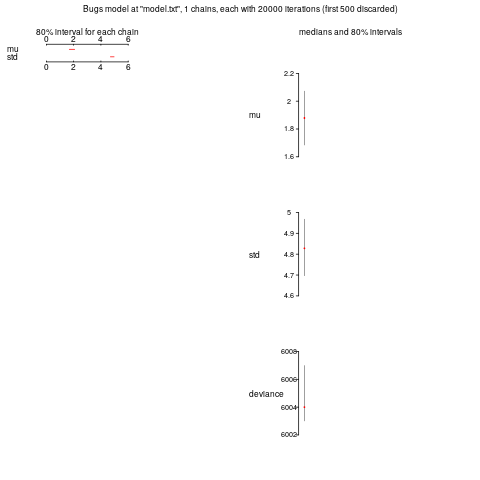 Bugs model at "model.txt", 1 chains, each with 20000 iterations (first 500 discarded)
80% interval for each chain
0 2 4 6
mu
std
0 2 4 6
medians and 80% intervals
2.2
2
mu
1.8
1.6
5
4.9
std
4.8
4.7
4.6
6008
6006
deviance
6004
6002